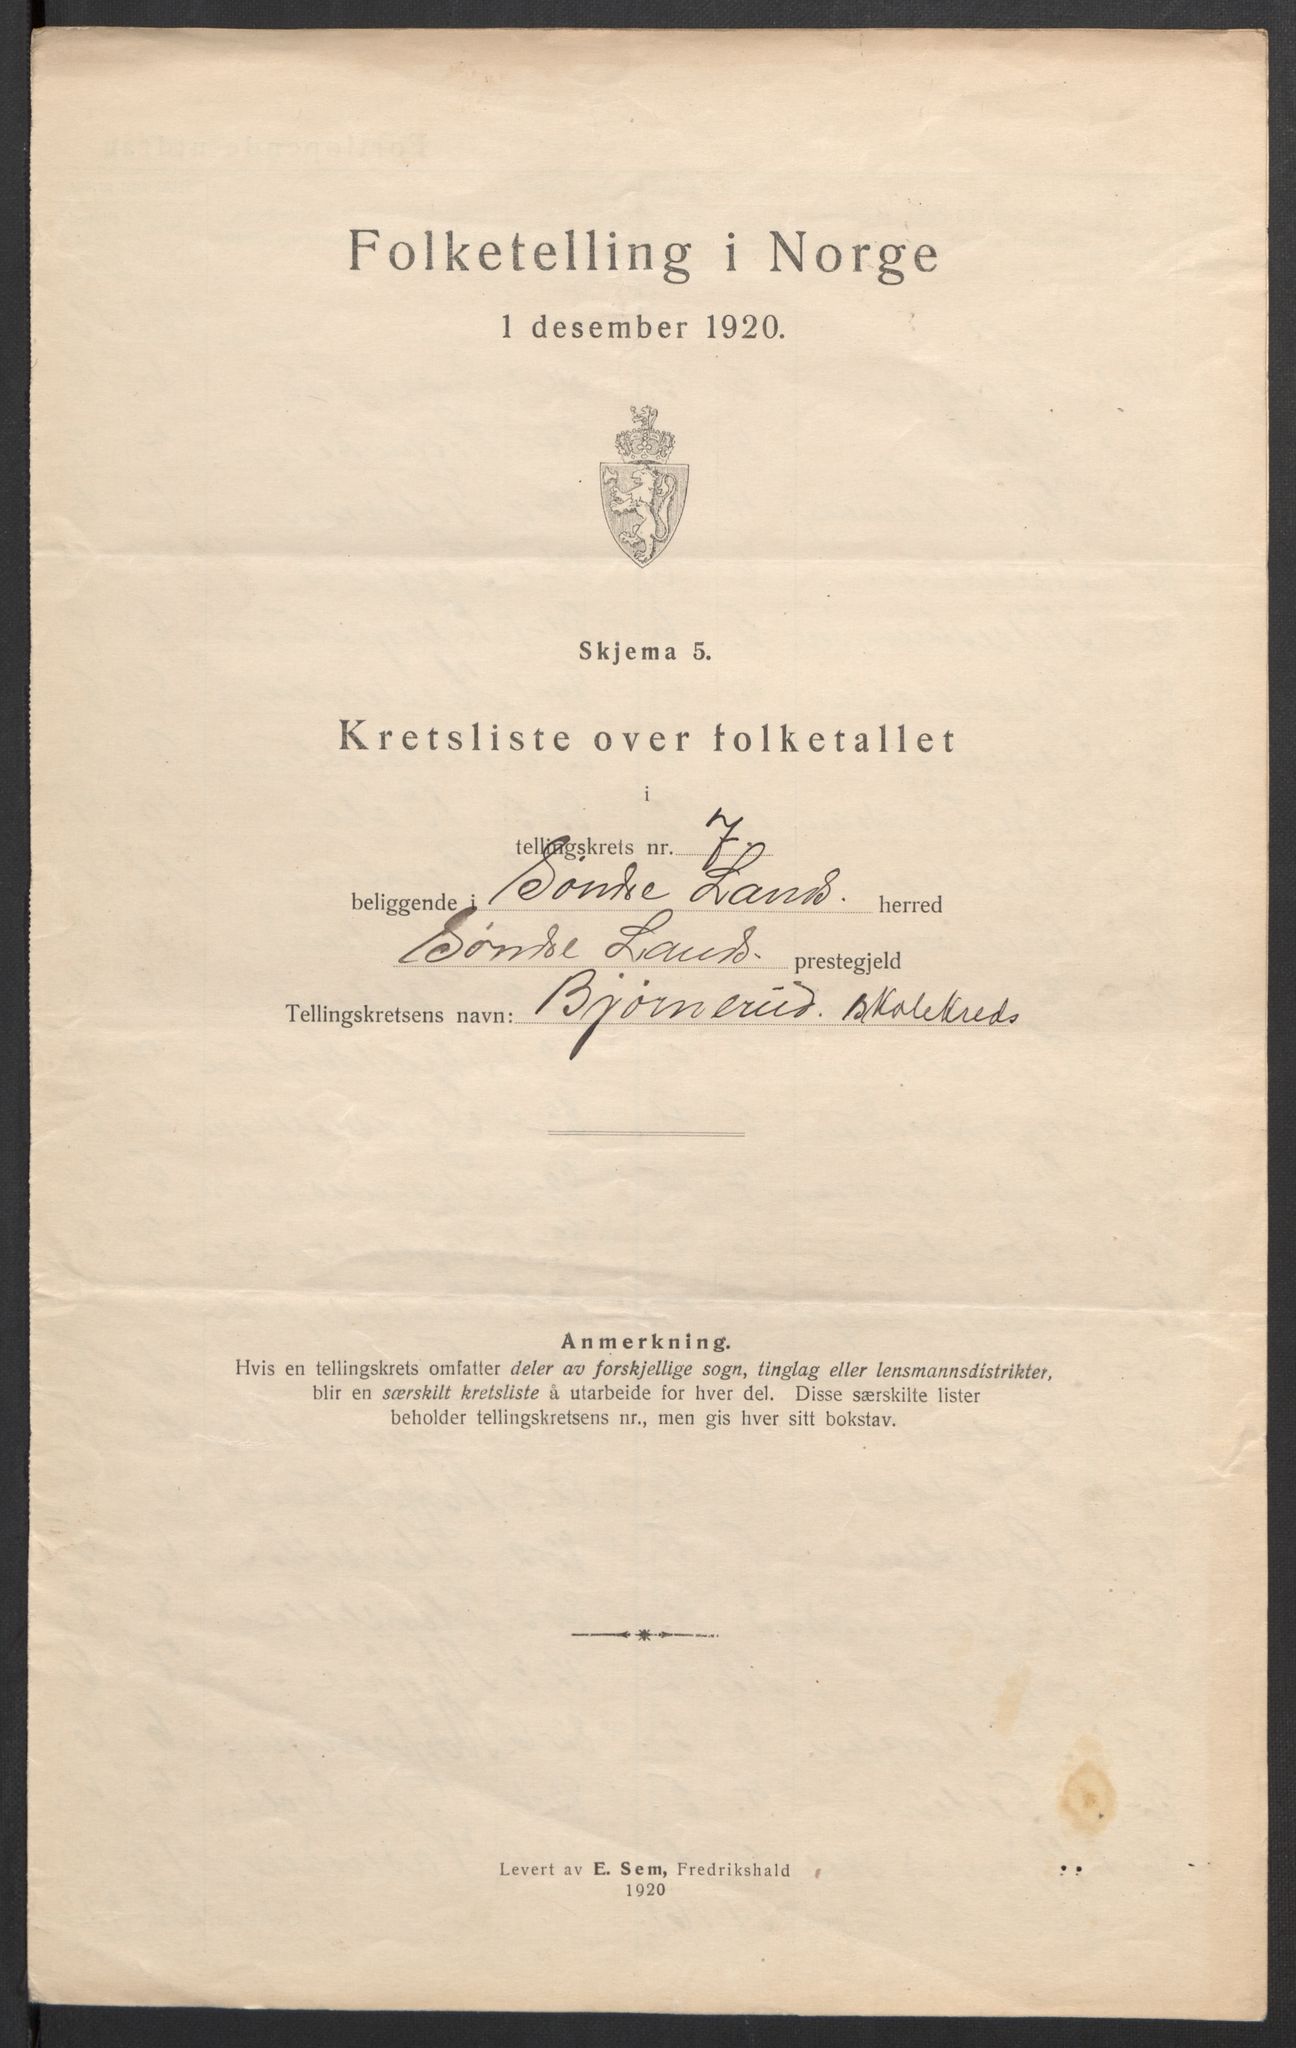 Folketelling i Norge
1 desember 1920.
Skjema 5.
Kretsliste over folketallet
i
tellingskrets nr. 7.
beliggende i Søndre Land. herred
Søndre Land. prestegjeld
Tellingskretsens navn: Bjørnerud. Skolekreds
Anmerkning.
Hvis en tellingskrets omfatter deler av forskjellige sogn, tinglag eller lensmannsdistrikter,
blir en særskilt kretsliste å utarbeide for hver del. Disse særskilte lister
beholder tellingskretsens nr., men gis hver sitt bokstav.
Levert av E. Sem, Fredrikshald
1920